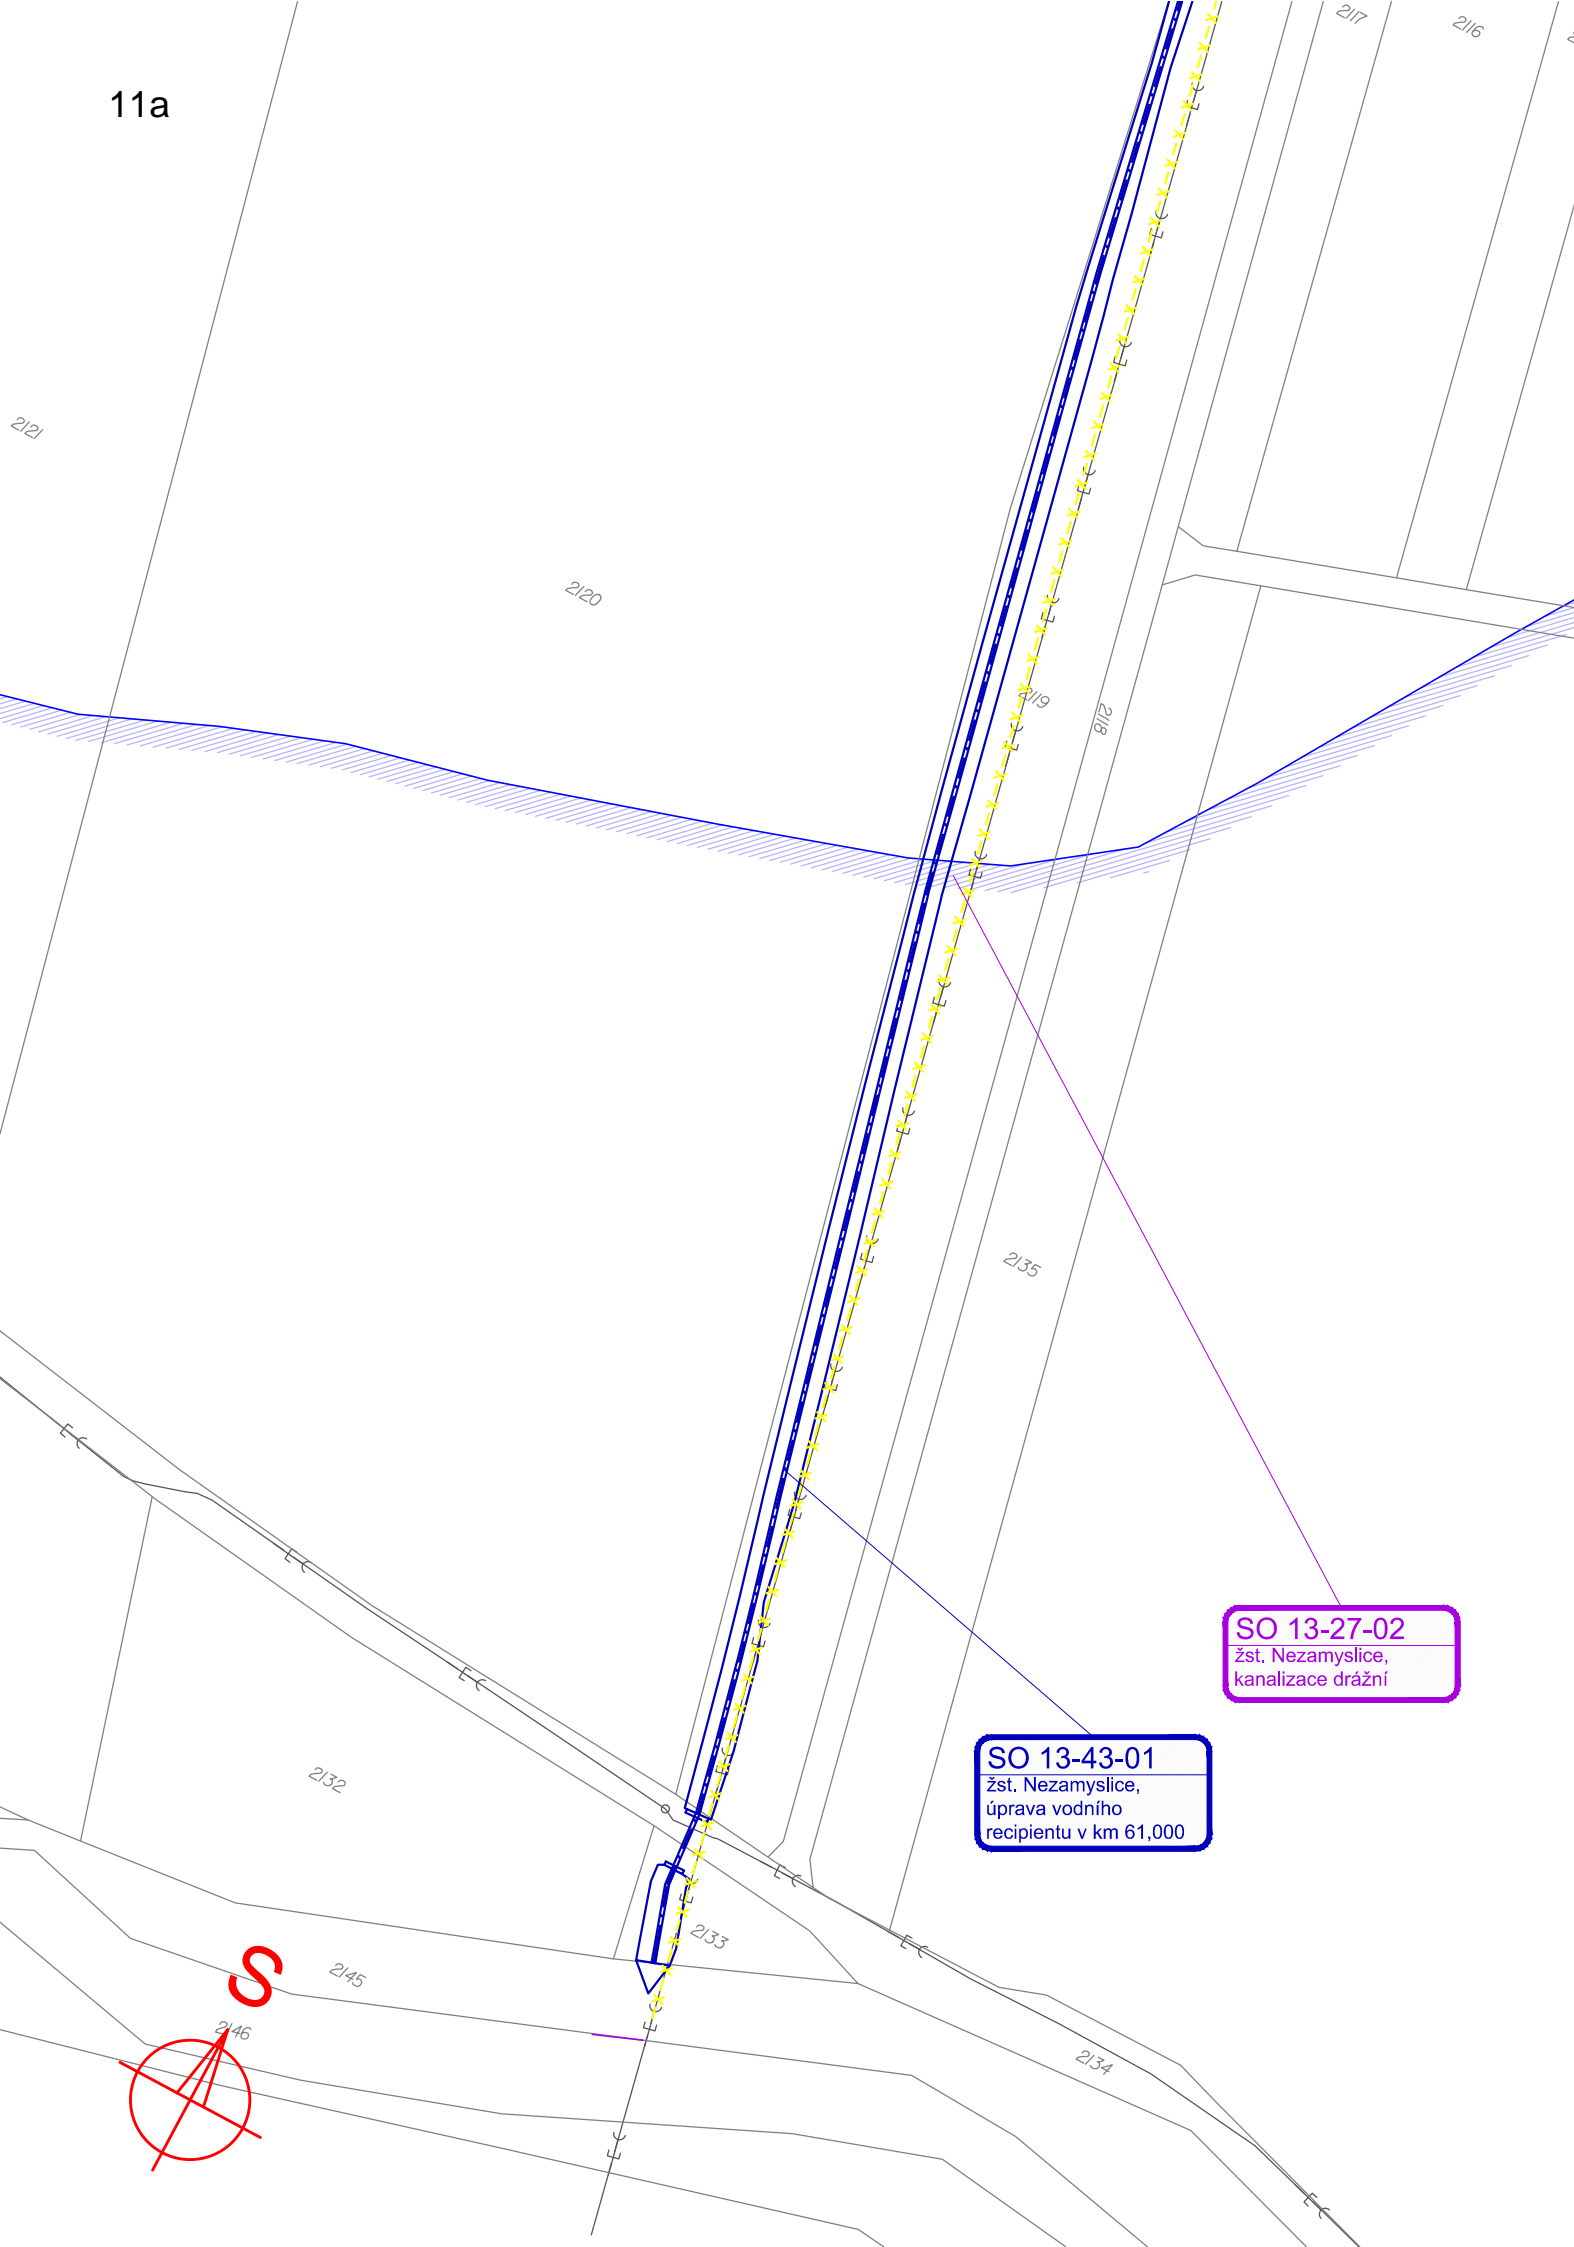 2117
2116
11a
2121
2120
2119
2118
2135
SO 13-27-02
žst. Nezamyslice,
kanalizace drážní
SO 13-43-01
žst. Nezamyslice,
úprava vodního
recipientu v km 61,000
2132
2133
S
2145
2146
2134